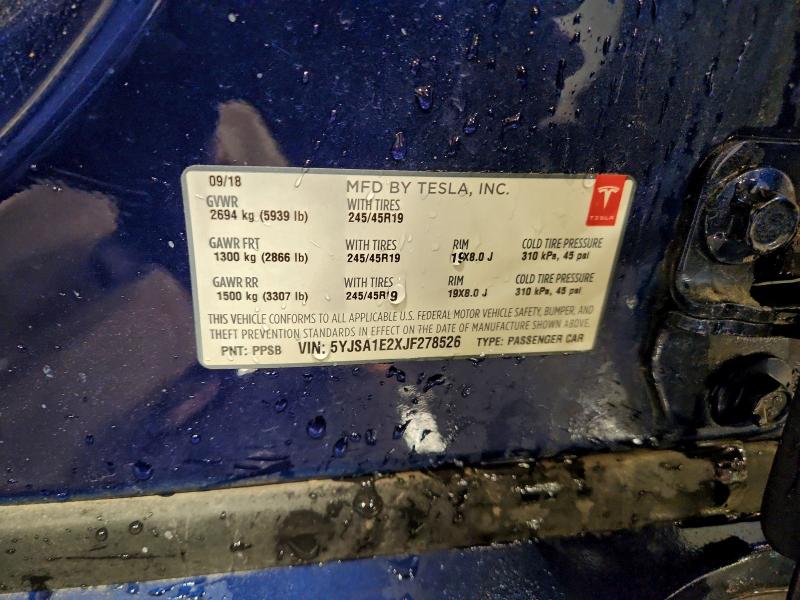 09/18 MFD BY TESLA, INC.
GVWR WITH TIRES
2694 kg (5939 lb) 245/45R19
TESLA
GAWR FRT WITH TIRES RIM COLD TIRE PRESSURE
1300 kg (2866 lb) 245/45R19 19X8.0 J 310 kPa, 45 psi
GAWR RR WITH TIRES RIM COLD TIRE PRESSURE
1500 kg (3307 lb) 245/45R19 19X8.0 J 310 kPa, 45 psi
THIS VEHICLE CONFORMS TO ALL APPLICABLE U.S. FEDERAL MOTOR VEHICLE SAFETY, BUMPER, AND
THEFT PREVENTION STANDARDS IN EFFECT ON THE DATE OF MANUFACTURE SHOWN ABOVE.
PNT: PPSB VIN: 5YJSA1E2XJF278526 TYPE: PASSENGER CAR